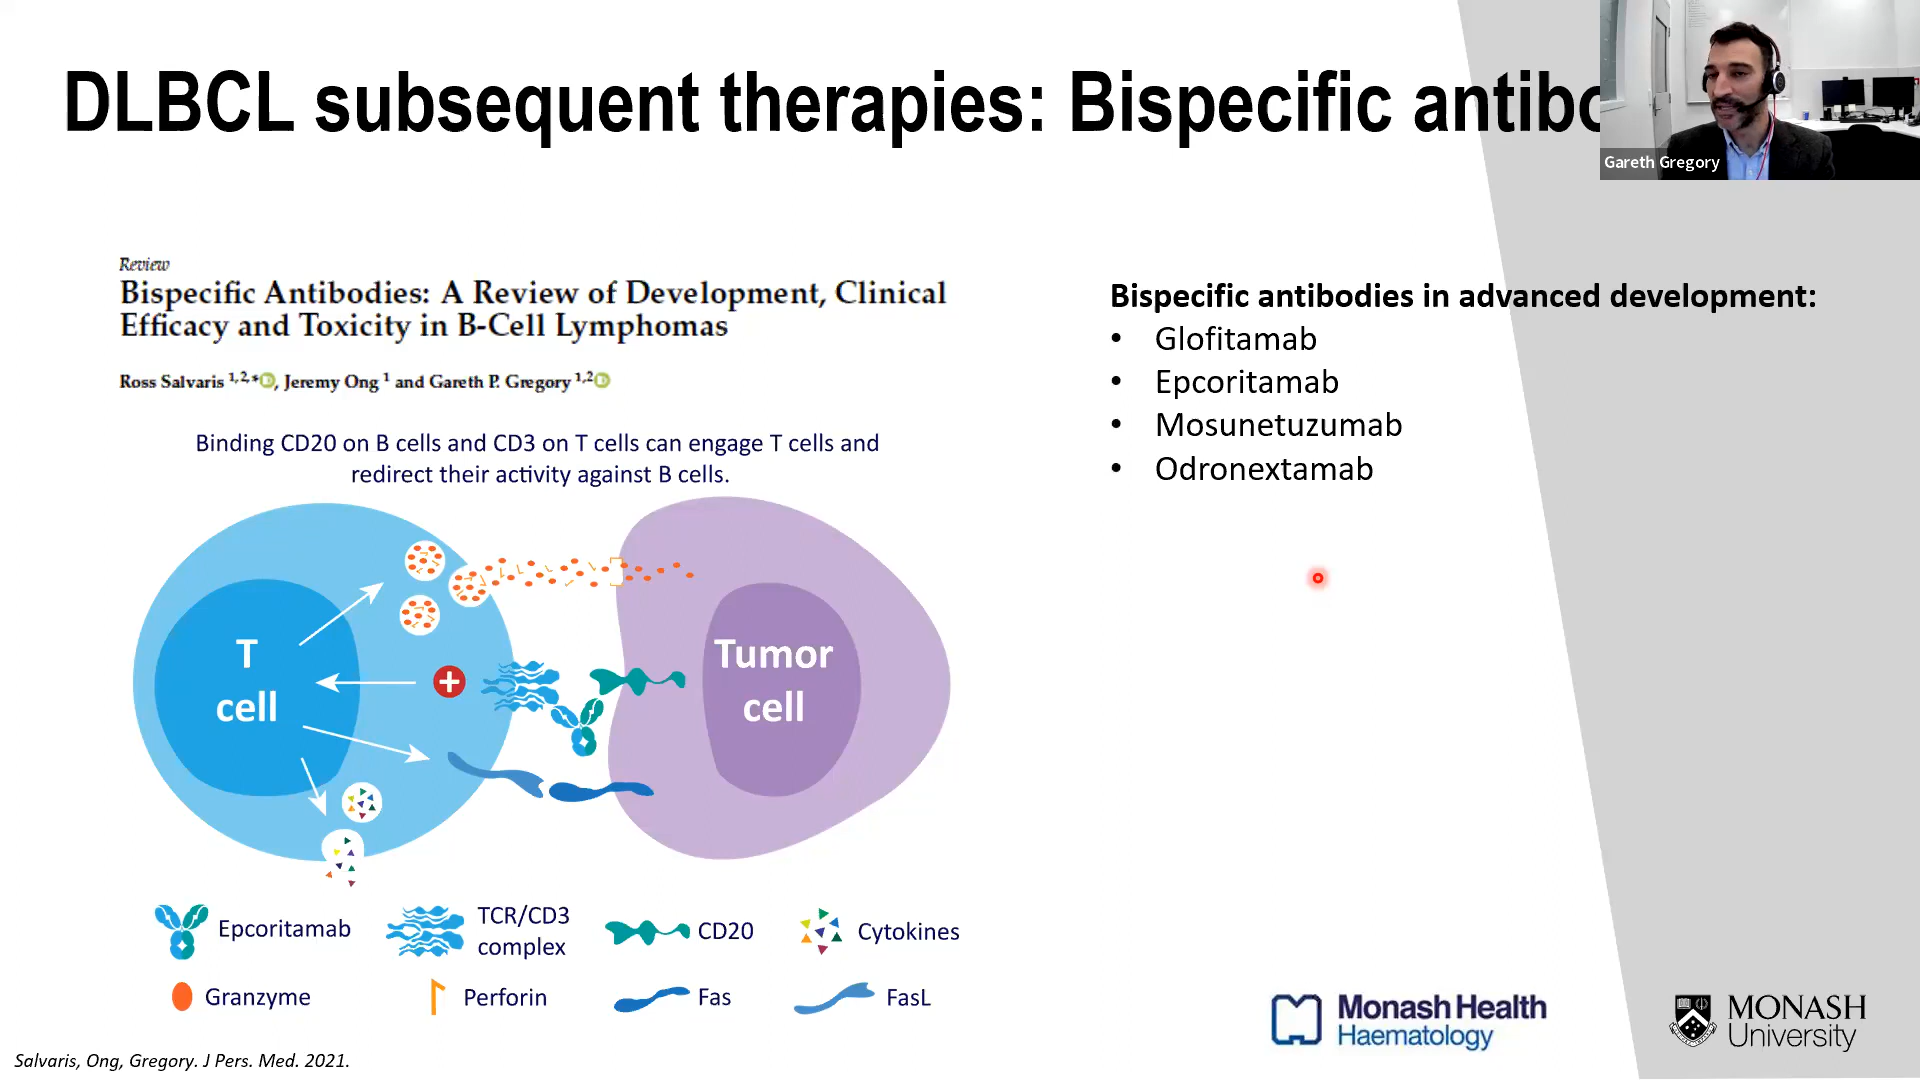 DLBCL subsequent therapies: Bispecific antibo
Gareth Gregory
Review
Bispecific Antibodies: A Review of Development, Clinical
Efficacy and Toxicity in B-Cell Lymphomas
Ross Salvaris 1,2,*, Jeremy Ong 1 and Gareth P. Gregory 1,2
Binding CD20 on B cells and CD3 on T cells can engage T cells and
redirect their activity against B cells.
T
cell
Tumor
cell
Epcoritamab
TCR/CD3
complex
CD20
Cytokines
Granzyme
Perforin
Fas
FasL
Salvaris, Ong, Gregory. J Pers. Med. 2021.
Bispecific antibodies in advanced development:
• Glofitamab
• Epcoritamab
• Mosunetuzumab
• Odronextamab
Monash Health
Haematology
MONASH
University